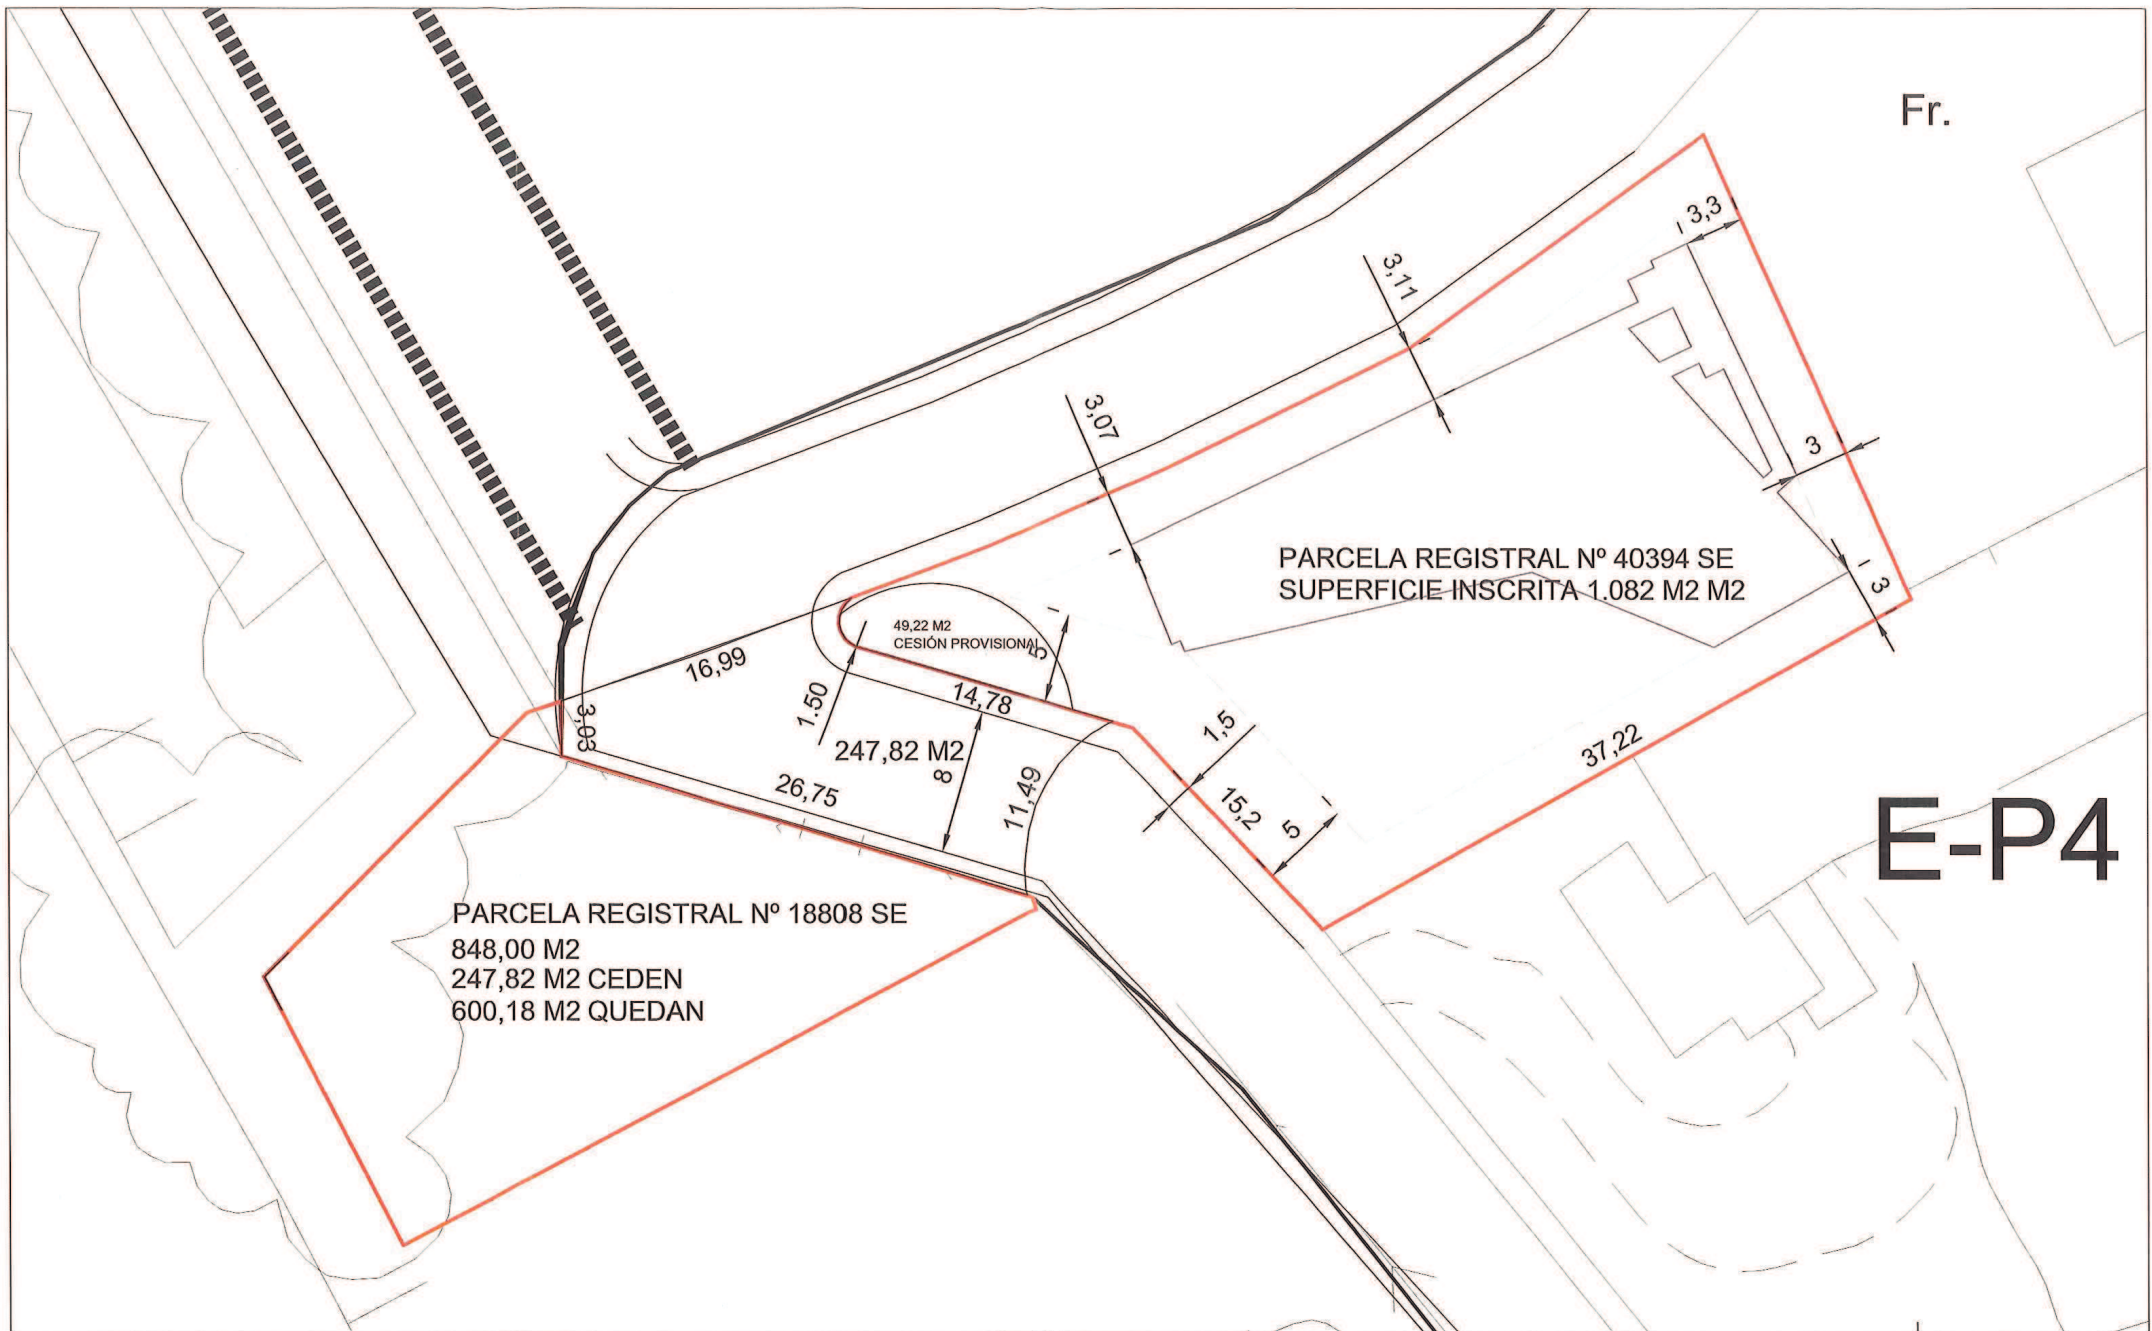 Fr.
3,3
3,11
3,07
3
PARCELA REGISTRAL Nº 40394 SE
SUPERFICIE INSCRITA 1.082 M2 M2
3
49,22 M2
CESIÓN PROVISIONAL
5
16,99
1.50
14,78
3,03
247,82 M2
8
26,75
11,49
1,5
15,2
5
37,22
E-P4
PARCELA REGISTRAL Nº 18808 SE
848,00 M2
247,82 M2 CEDEN
600,18 M2 QUEDAN